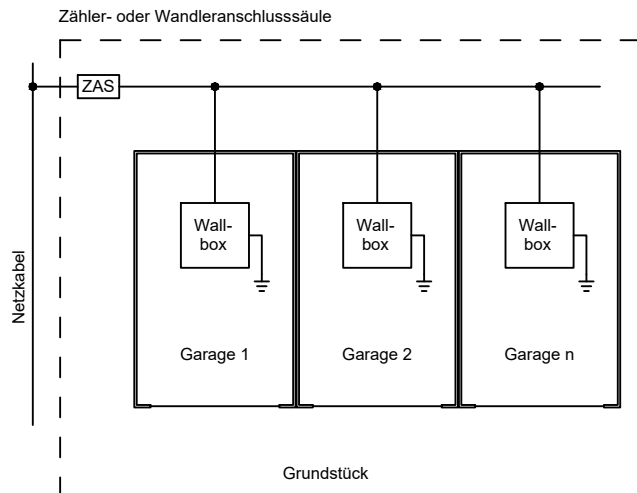 Zähler- oder Wandleranschlusssäule
ZAS
Wall-
box
Wall-
box
Wall-
box
Netzkabel
Garage 1
Garage 2
Garage n
Grundstück